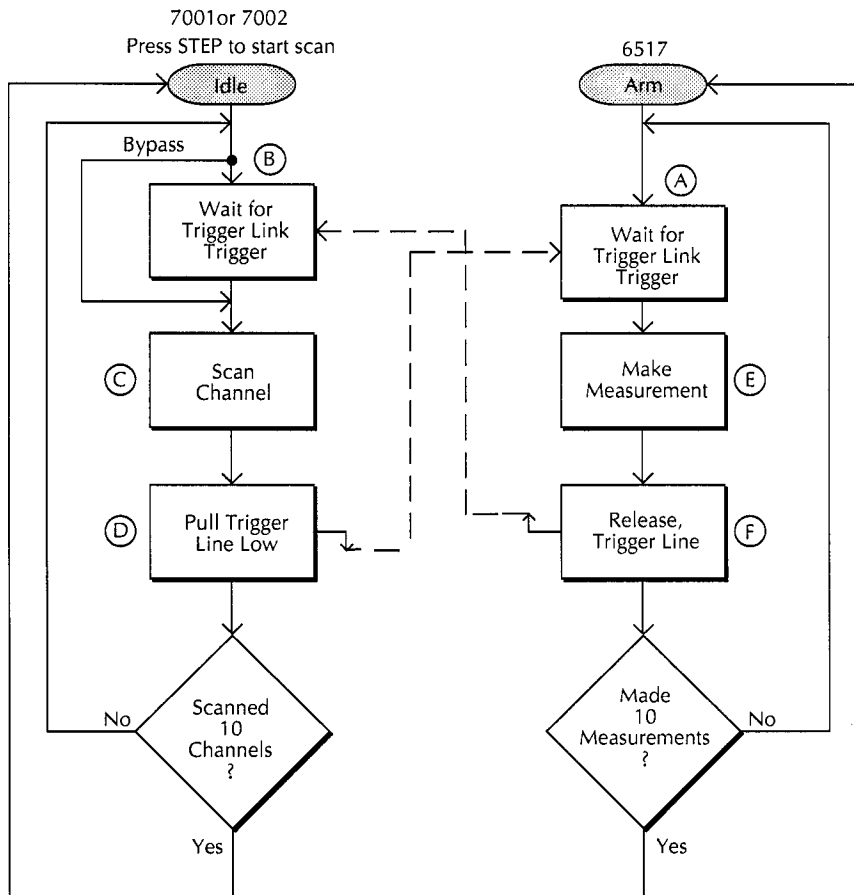 7001or 7002
Press STEP to start scan
Idle
Bypass
B
Wait for
Trigger Link
Trigger
C
Scan
Channel
D
Pull Trigger
Line Low
No
Scanned
10
Channels
?
Yes
6517
Arm
A
Wait for
Trigger Link
Trigger
Make
Measurement
E
Release,
Trigger Line
F
Made
10
Measurements
?
No
Yes